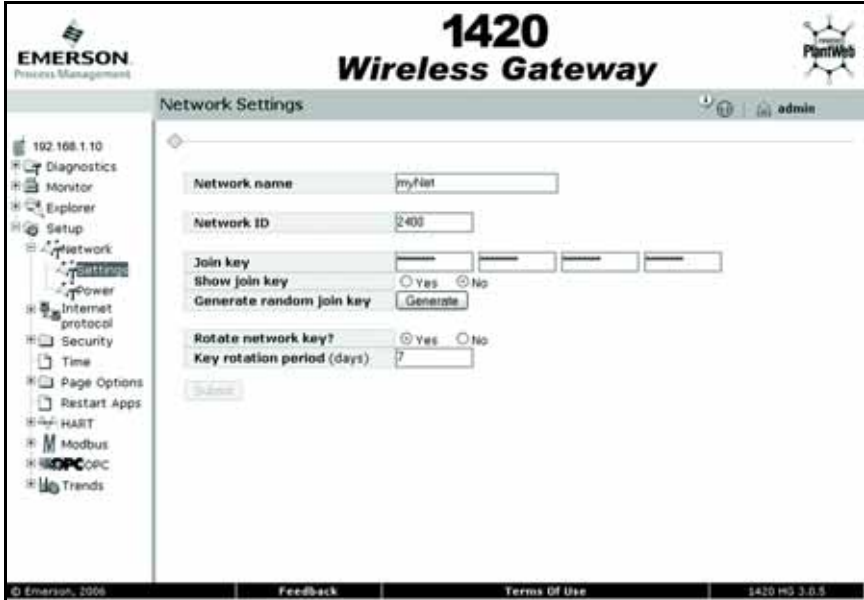 EMERSON
Process Management
1420
Wireless Gateway
PlantWeb
Network Settings
admin
192.168.1.10
Diagnostics
Monitor
Explorer
Setup
Network
Settings
Power
Internet
protocol
Security
Time
Page Options
Restart Apps
HART
Modbus
OPC OPC
Trends
Network name myNet
Network ID 2400
Join key
Show join key Yes No
Generate random join key Generate
Rotate network key? Yes No
Key rotation period (days) 7
Submit
© Emerson, 2006 Feedback Terms Of Use 1420 HG 3.0.5